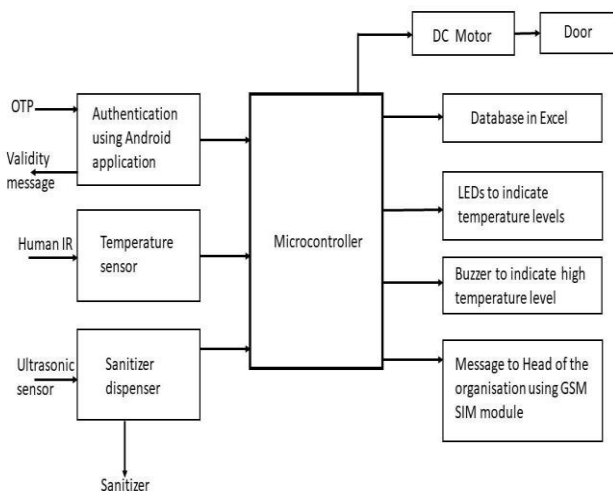 DC Motor
Door
OTP
Authentication
using Android
application
Validity
message
Database in Excel
LEDs to indicate
temperature levels
Human IR
Temperature
sensor
Microcontroller
Buzzer to indicate high
temperature level
Ultrasonic
sensor
Sanitizer
dispenser
Message to Head of the
organisation using GSM
SIM module
Sanitizer